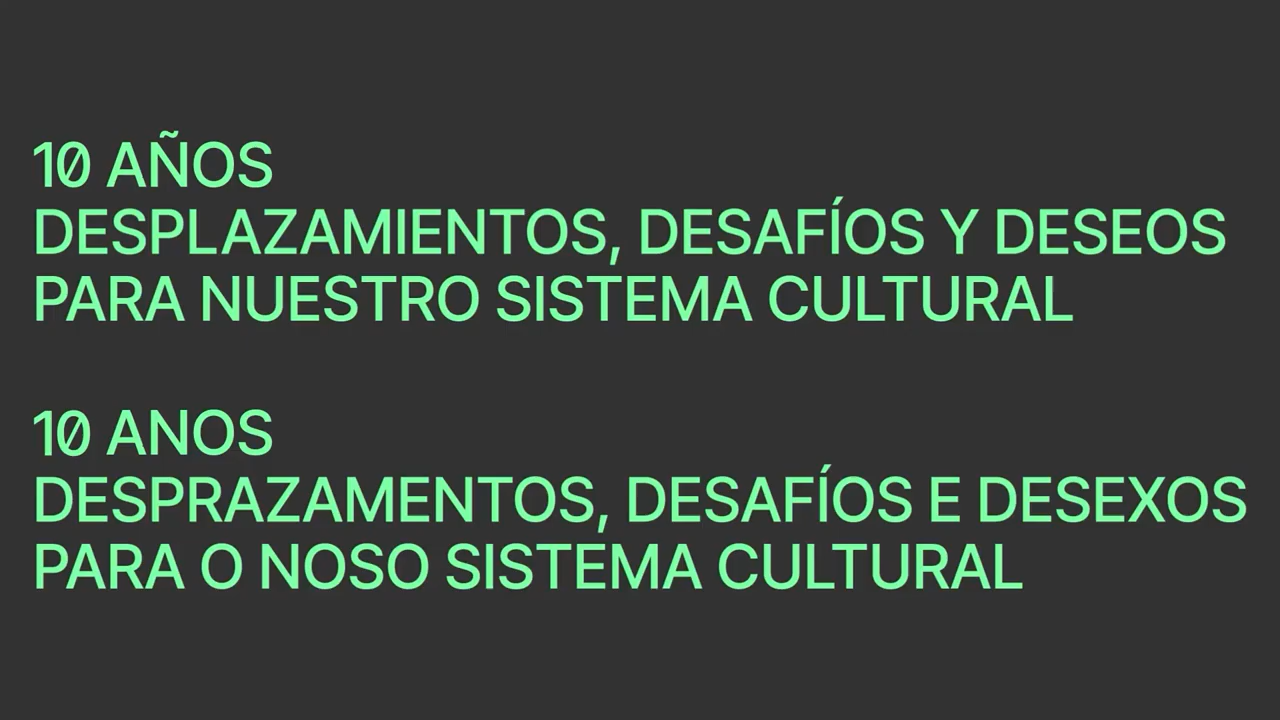 10 AÑOS
DESPLAZAMIENTOS, DESAFÍOS Y DESEOS
PARA NUESTRO SISTEMA CULTURAL
10 ANOS
DESPRAZAMENTOS, DESAFÍOS E DESEXOS
PARA O NOSO SISTEMA CULTURAL